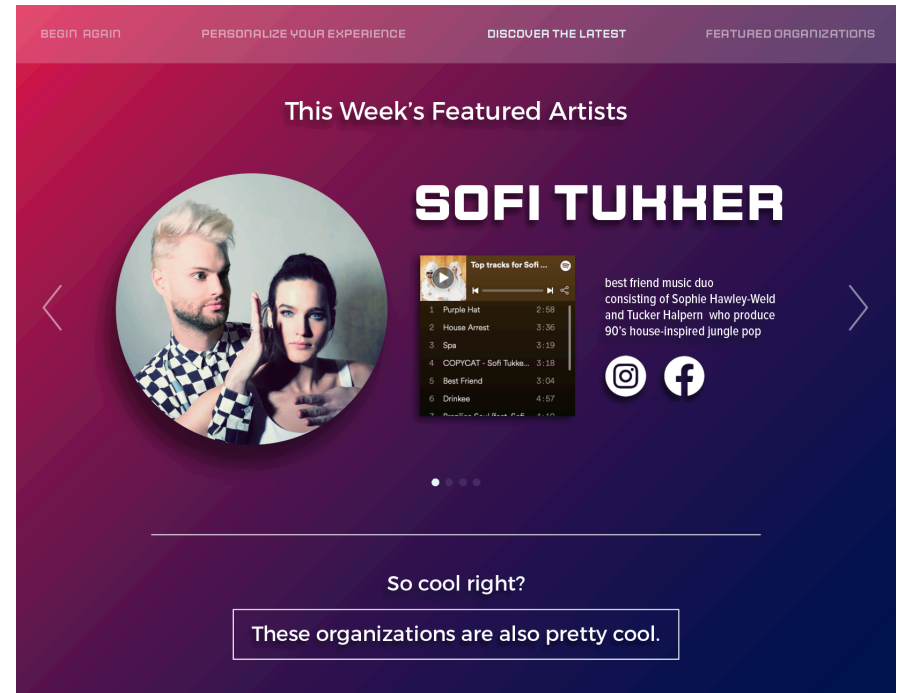 BEGIN AGAIN
PERSONALIZE YOUR EXPERIENCE
DISCOVER THE LATEST
FEATURED ORGANIZATIONS
This Week's Featured Artists
SOFI TUKKER
Top tracks for Sofi ...
1 Purple Hat 2:58
2 House Arrest 3:36
3 Spa 3:19
4 COPYCAT - Sofi Tukke... 3:18
5 Best Friend 3:04
6 Drinkee 4:57
best friend music duo
consisting of Sophie Hawley-Weld
and Tucker Halpern who produce
90's house-inspired jungle pop
So cool right?
These organizations are also pretty cool.